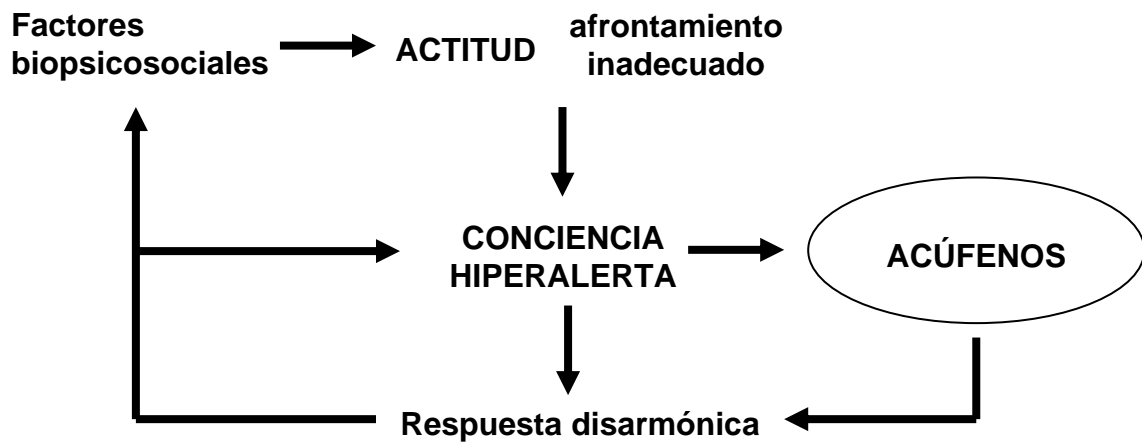 Factores
biopsicosociales
ACTITUD
afrontamiento
inadecuado
CONCIENCIA
HIPERALERTA
ACÚFENOS
Respuesta disarmónica